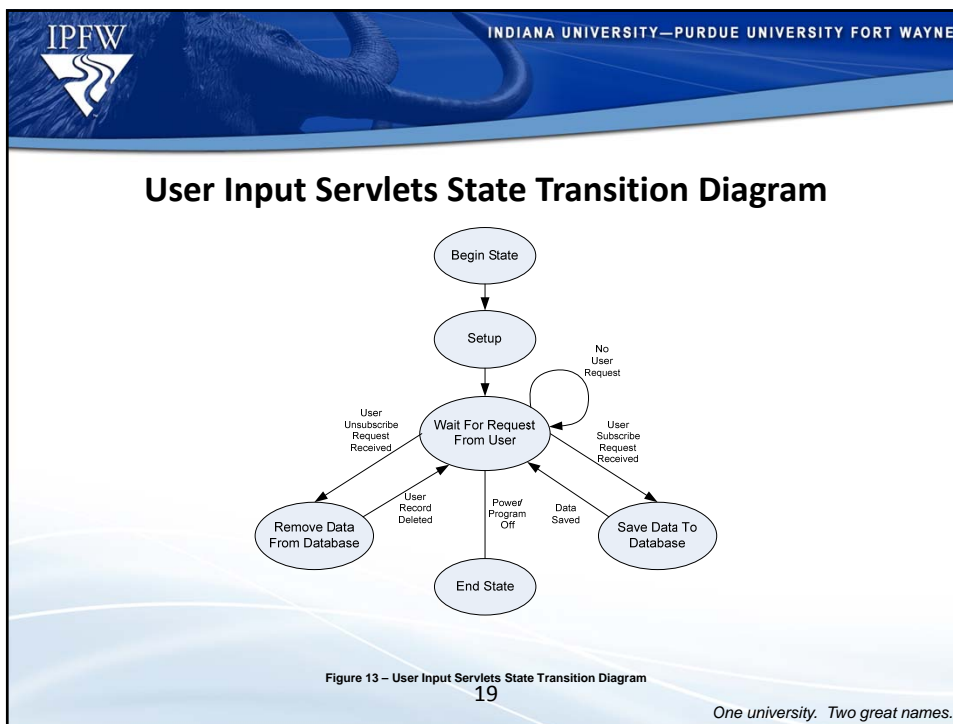 IPFW
INDIANA UNIVERSITY—PURDUE UNIVERSITY FORT WAYNE
User Input Servlets State Transition Diagram
Begin State
Setup
No
User
Request
Wait For Request
From User
User
Unsubscribe
Request
Received
User
Subscribe
Request
Received
User
Record
Deleted
Power/
Program
Off
Data
Saved
Remove Data
From Database
Save Data To
Database
End State
Figure 13 – User Input Servlets State Transition Diagram
19
One university. Two great names.